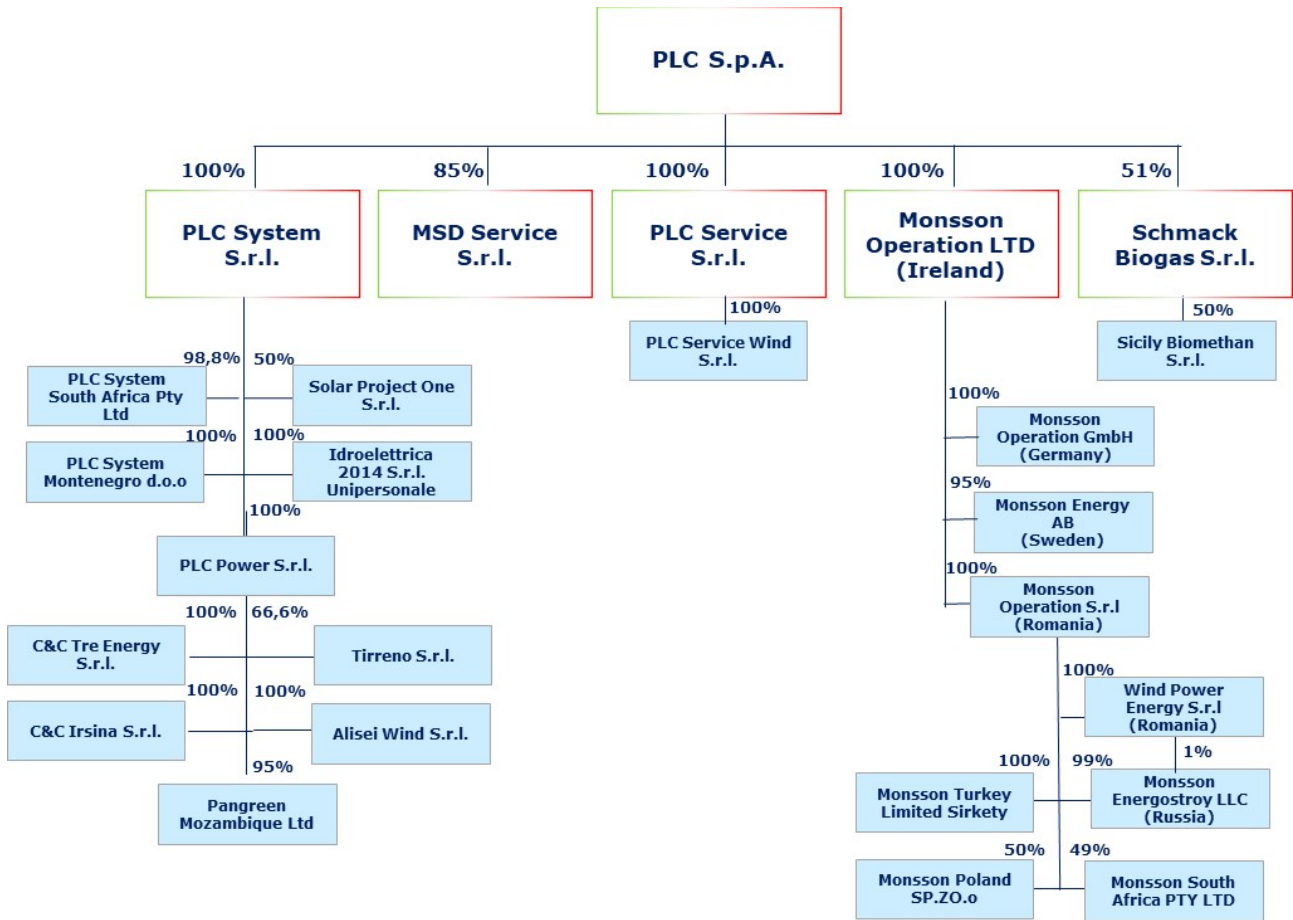 PLC S.p.A.
100%
85%
100%
100%
51%
PLC System
S.r.l.
MSD Service
S.r.l.
PLC Service
S.r.l.
Monsson
Operation LTD
(Ireland)
Schmack
Biogas S.r.l.
100%
PLC Service Wind
S.r.l.
50%
Sicily Biomethan
S.r.l.
98,8%
50%
PLC System
South Africa Pty
Ltd
Solar Project One
S.r.l.
100%
100%
PLC System
Montenegro d.o.o
Idroelettrica
2014 S.r.l.
Unipersonale
100%
PLC Power S.r.l.
100%
66,6%
C&C Tre Energy
S.r.l.
Tirreno S.r.l.
100%
100%
C&C Irsina S.r.l.
Alisei Wind S.r.l.
95%
Pangreen
Mozambique Ltd
100%
Monsson
Operation GmbH
(Germany)
95%
Monsson Energy
AB
(Sweden)
100%
Monsson
Operation S.r.l
(Romania)
100%
Wind Power
Energy S.r.l
(Romania)
1%
100%
99%
Monsson Turkey
Limited Sirkety
Monsson
Energostroy LLC
(Russia)
50%
49%
Monsson Poland
SP.ZO.o
Monsson South
Africa PTY LTD